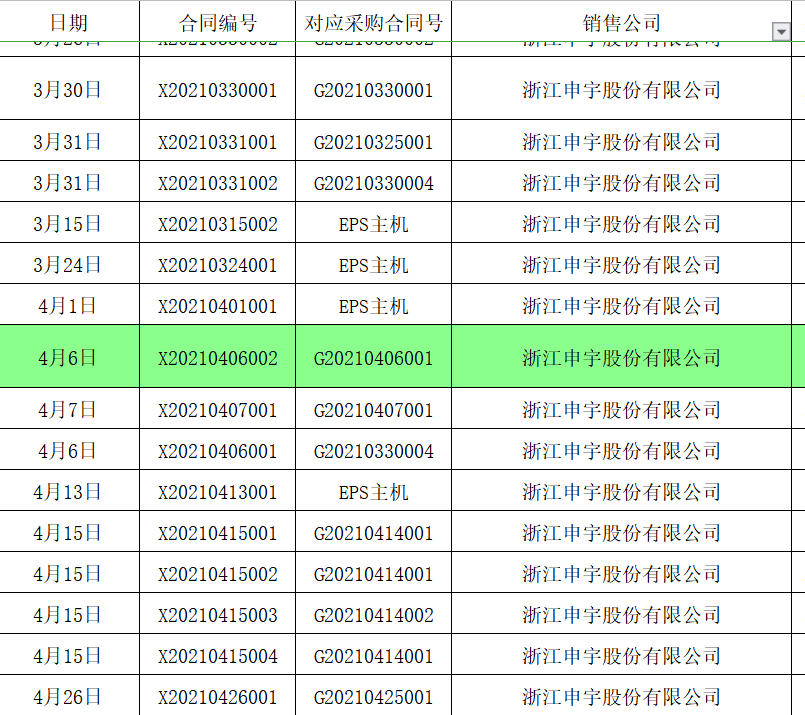 日期 合同编号 对应采购合同号 销售公司
3月30日 X20210330001 G20210330001 浙江申宇股份有限公司
3月31日 X20210331001 G20210325001 浙江申宇股份有限公司
3月31日 X20210331002 G20210330004 浙江申宇股份有限公司
3月15日 X20210315002 EPS主机 浙江申宇股份有限公司
3月24日 X20210324001 EPS主机 浙江申宇股份有限公司
4月1日 X20210401001 EPS主机 浙江申宇股份有限公司
4月6日 X20210406002 G20210406001 浙江申宇股份有限公司
4月7日 X20210407001 G20210407001 浙江申宇股份有限公司
4月6日 X20210406001 G20210330004 浙江申宇股份有限公司
4月13日 X20210413001 EPS主机 浙江申宇股份有限公司
4月15日 X20210415001 G20210414001 浙江申宇股份有限公司
4月15日 X20210415002 G20210414001 浙江申宇股份有限公司
4月15日 X20210415003 G20210414002 浙江申宇股份有限公司
4月15日 X20210415004 G20210414001 浙江申宇股份有限公司
4月26日 X20210426001 G20210425001 浙江申宇股份有限公司